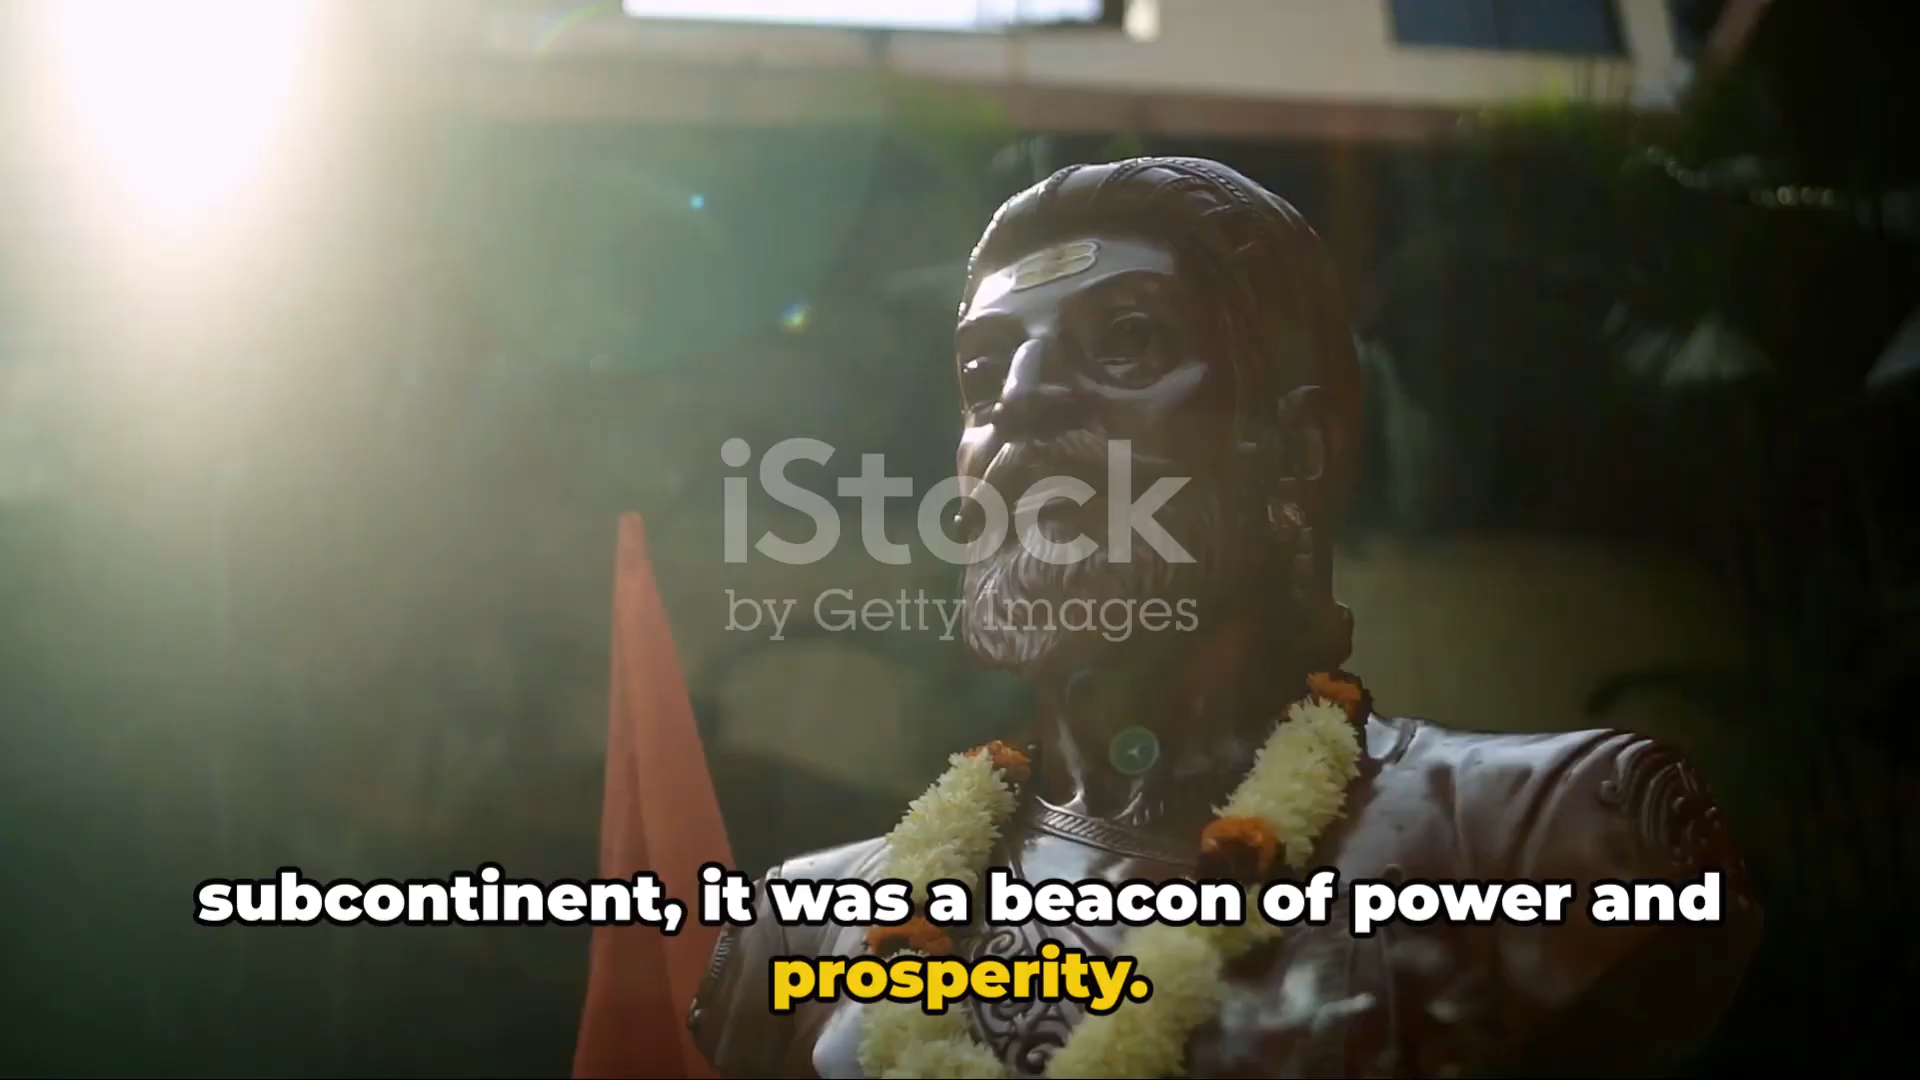 iStock
by Getty Images
subcontinent, it was a beacon of power and
prosperity.